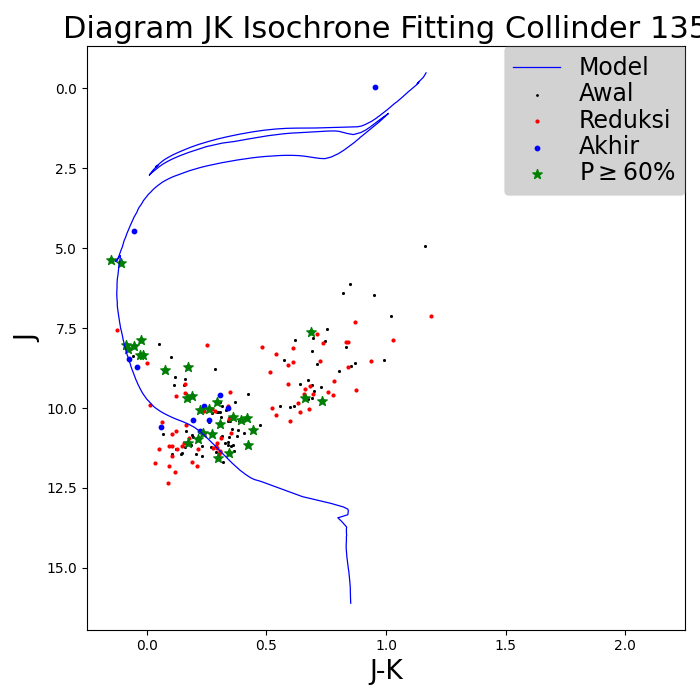 Diagram JK Isochrone Fitting Collinder 135
Model
Awal
Reduksi
Akhir
P ≥ 60%
J
0.0
2.5
5.0
7.5
10.0
12.5
15.0
0.0 0.5 1.0 1.5 2.0
J-K